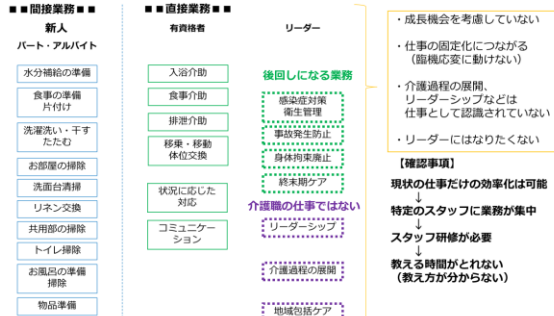 ■■間接業務■■
新人
パート・アルバイト
水分補給の準備
食事の準備
片付け
洗濯洗い・干す
たたむ
お部屋の掃除
洗面台清掃
リネン交換
共用部の掃除
トイレ掃除
お風呂の準備
掃除
物品準備
■■直接業務■■
有資格者
入浴介助
食事介助
排泄介助
移乗・移動
体位交換
状況に応じた
対応
コミュニケー
ション
リーダー
後回しになる業務
感染症対策
衛生管理
事故発生防止
身体拘束廃止
終末期ケア
介護職の仕事ではない
リーダーシップ
介護過程の展開
地域包括ケア
・成長機会を考慮していない
・仕事の固定化につながる
（臨機応変に動けない）
・介護過程の展開、
リーダーシップなどは
仕事として認識されていない
・リーダーにはなりたくない
【確認事項】
現状の仕事だけの効率化は可能
↓
特定のスタッフに業務が集中
↓
スタッフ研修が必要
↓
教える時間がとれない
（教え方が分からない）